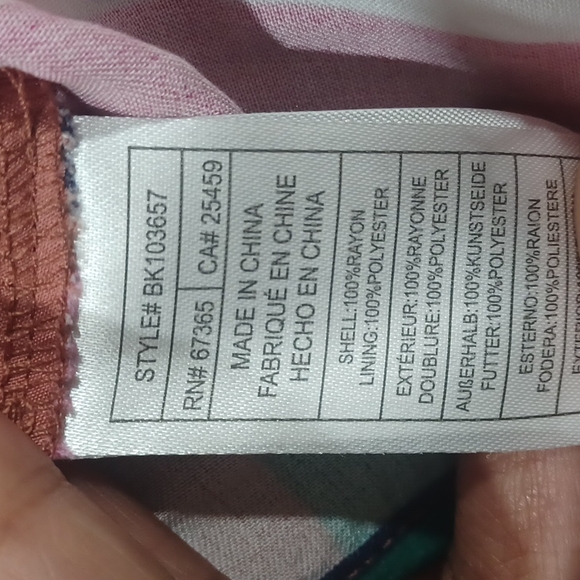 STYLE# BK103657
RN# 67365 CA# 25459
MADE IN CHINA
FABRIQUÉ EN CHINE
HECHO EN CHINA
SHELL:100%RAYON
LINING:100%POLYESTER
EXTÉRIEUR:100%RAYONNE
DOUBLURE:100%POLYESTER
AUßERHALB:100%KUNSTSEIDE
FUTTER:100%POLYESTER
ESTERNO:100%RAION
FODERA:100%POLIESTERE